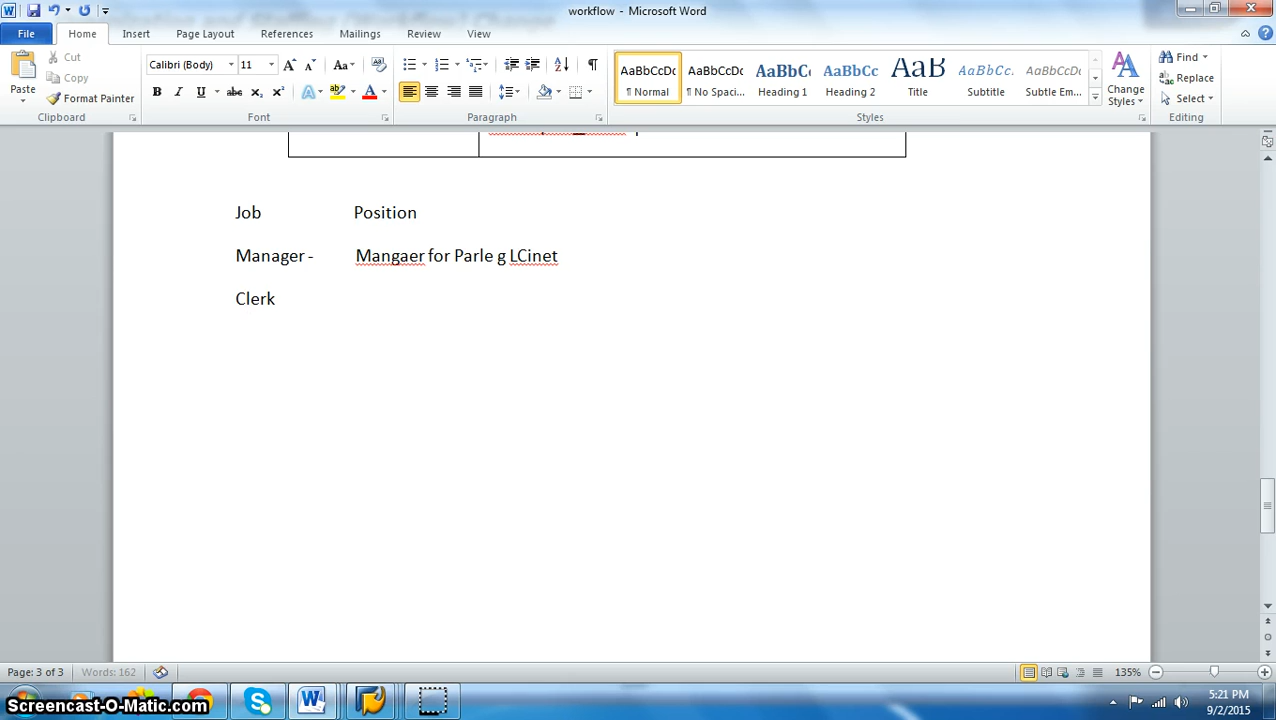 workflow - Microsoft Word
File Home Insert Page Layout References Mailings Review View
Paste
Cut
Copy
Format Painter
Clipboard
Calibri (Body) 11
Font
Paragraph
AaBbCcDc AaBbCcDc AaBbC AaBbCc AaB AaBbCc. AaBbCcDc
¶ Normal ¶ No Spaci... Heading 1 Heading 2 Title Subtitle Subtle Em...
Change
Styles
Styles
Find
Replace
Select
Editing
Job Position
Manager - Mangaer for Parle g LCinet
Clerk
Page: 3 of 3 Words: 162 135%
Screencast-O-Matic.com
5:21 PM
9/2/2015